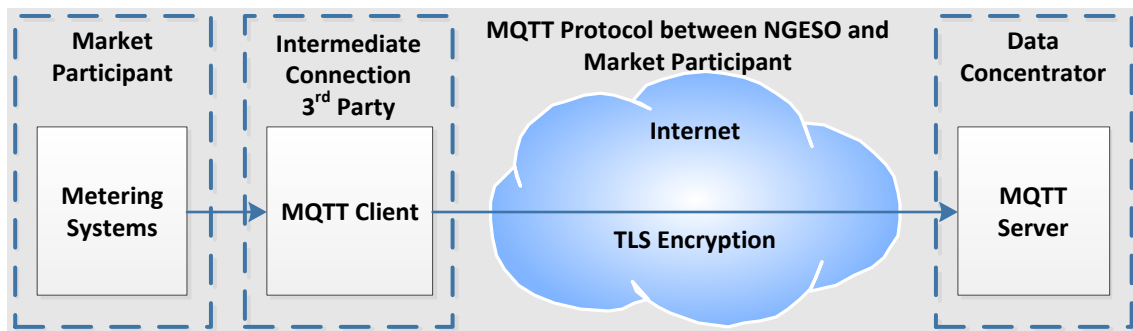 Market
Participant
Metering
Systems
Intermediate
Connection
3rd Party
MQTT Client
MQTT Protocol between NGESO and
Market Participant
Internet
TLS Encryption
Data
Concentrator
MQTT
Server